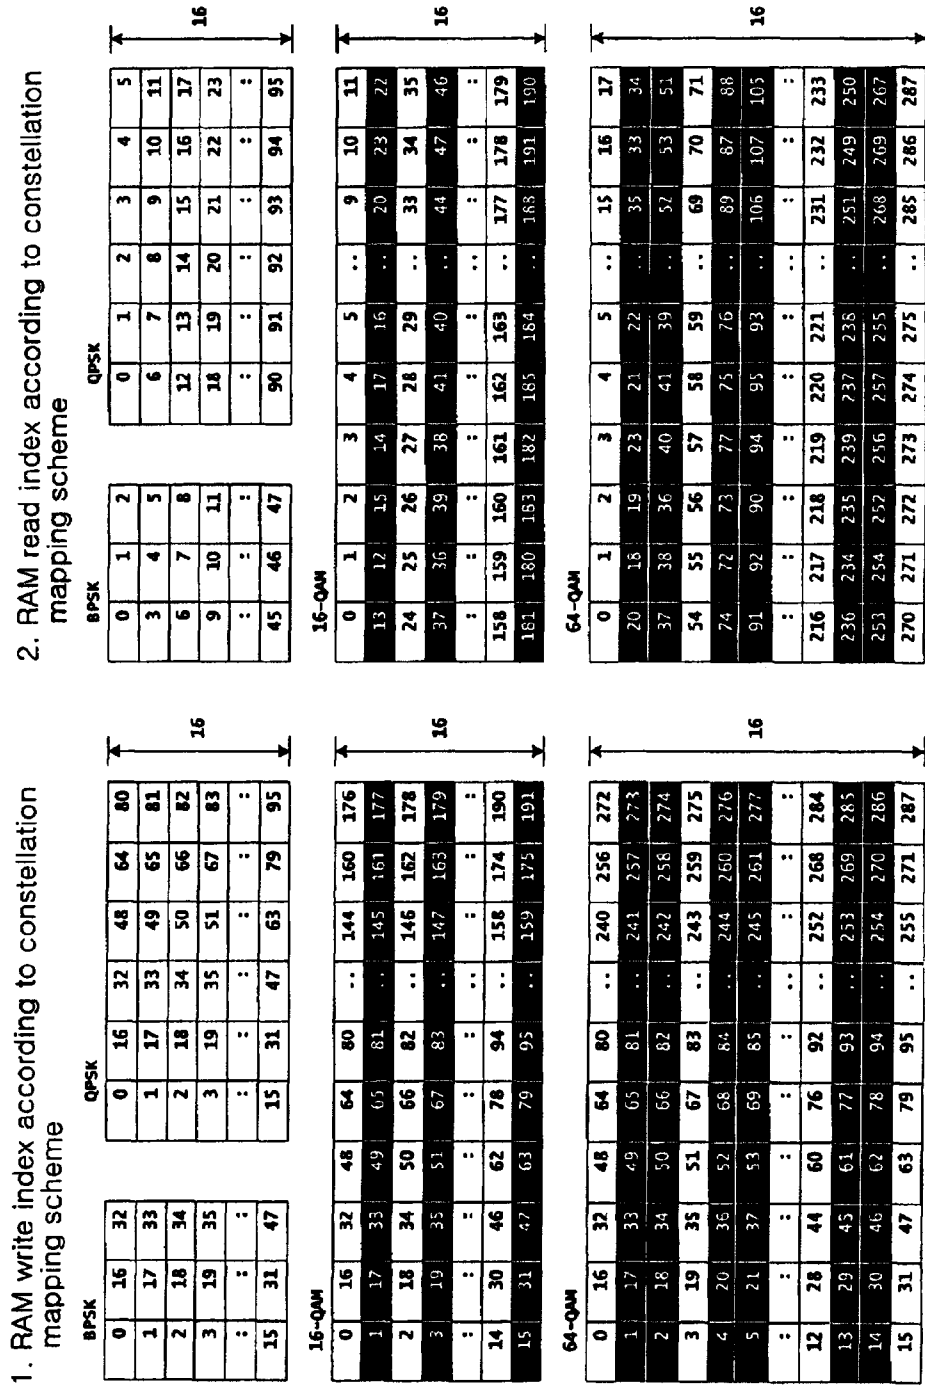 1. RAM write index according to constellation
mapping scheme
BPSK
0 16 32
1 17 33
2 18 34
3 19 35
: : :
15 31 47
QPSK
0 16 32 48 64 80
1 17 33 49 65 81
2 18 34 50 66 82
3 19 35 51 67 83
: : : : : :
15 31 47 63 79 95
16
16-QAM
0 16 32 48 64 80 .. 144 160 176
1 17 33 49 65 81 .. 145 161 177
2 18 34 50 66 82 .. 146 162 178
3 19 35 51 67 83 .. 147 163 179
: : : : : : : : : :
14 30 46 62 78 94 .. 158 174 190
15 31 47 63 79 95 .. 159 175 191
16
64-QAM
0 16 32 48 64 80 .. 240 256 272
1 17 33 49 65 81 .. 241 257 273
2 18 34 50 66 82 .. 242 258 274
3 19 35 51 67 83 .. 243 259 275
4 20 36 52 68 84 .. 244 260 276
5 21 37 53 69 85 .. 245 261 277
: : : : : : : : : :
12 28 44 60 76 92 .. 252 268 284
13 29 45 61 77 93 .. 253 269 285
14 30 46 62 78 94 .. 254 270 286
15 31 47 63 79 95 .. 255 271 287
16
2. RAM read index according to constellation
mapping scheme
BPSK
0 1 2
3 4 5
6 7 8
9 10 11
: : :
45 46 47
QPSK
0 1 2 3 4 5
6 7 8 9 10 11
12 13 14 15 16 17
18 19 20 21 22 23
: : : : : :
90 91 92 93 94 95
16
16-QAM
0 1 2 3 4 5 .. 9 10 11
13 12 15 14 17 16 .. 20 23 22
24 25 26 27 28 29 .. 33 34 35
37 36 39 38 41 40 .. 44 47 46
: : : : : : : : : :
158 159 160 161 162 163 .. 177 178 179
181 180 183 182 185 184 .. 188 191 190
16
64-QAM
0 1 2 3 4 5 .. 15 16 17
20 18 19 23 21 22 .. 35 33 34
37 38 36 40 41 39 .. 52 53 51
54 55 56 57 58 59 .. 69 70 71
74 72 73 77 75 76 .. 89 87 88
91 92 90 94 95 93 .. 106 107 105
: : : : : : : : : :
216 217 218 219 220 221 .. 231 232 233
236 234 235 239 237 238 .. 251 249 250
253 254 252 256 257 255 .. 268 269 267
270 271 272 273 274 275 .. 285 286 287
16